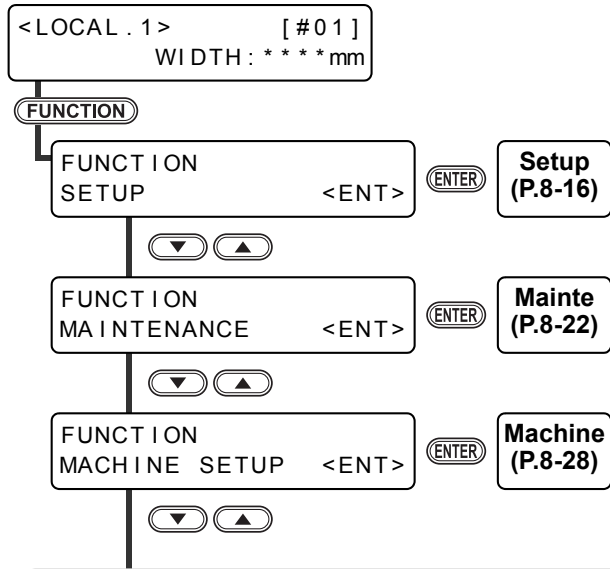 <LOCAL.1> [#01]
WIDTH:****mm
FUNCTION
FUNCTION
SETUP <ENT>
ENTER
Setup
(P.8-16)
FUNCTION
MAINTENANCE <ENT>
ENTER
Mainte
(P.8-22)
FUNCTION
MACHINE SETUP <ENT>
ENTER
Machine
(P.8-28)